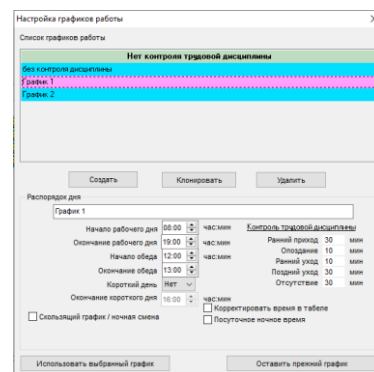 Настройка графиков работы
Список графиков работы
Нет контроля трудовой дисциплины
без контроля дисциплины
График 1
График 2
Создать Клонировать Удалить
Распорядок дня
График 1
Начало рабочего дня 08:00 час:мин Контроль трудовой дисциплины
Окончание рабочего дня 19:00 час:мин Ранний приход 30 мин
Начало обеда 12:00 час:мин Опоздание 10 мин
Окончание обеда 13:00 Ранний уход 10 мин
Короткий день Нет Поздний уход 30 мин
Отсутствие 30 мин
Окончание короткого дня 16:00 час:мин
Корректировать время в табеле
Скользящий график / ночная смена
Посуточное ночное время
Использовать выбранный график Оставить прежний график